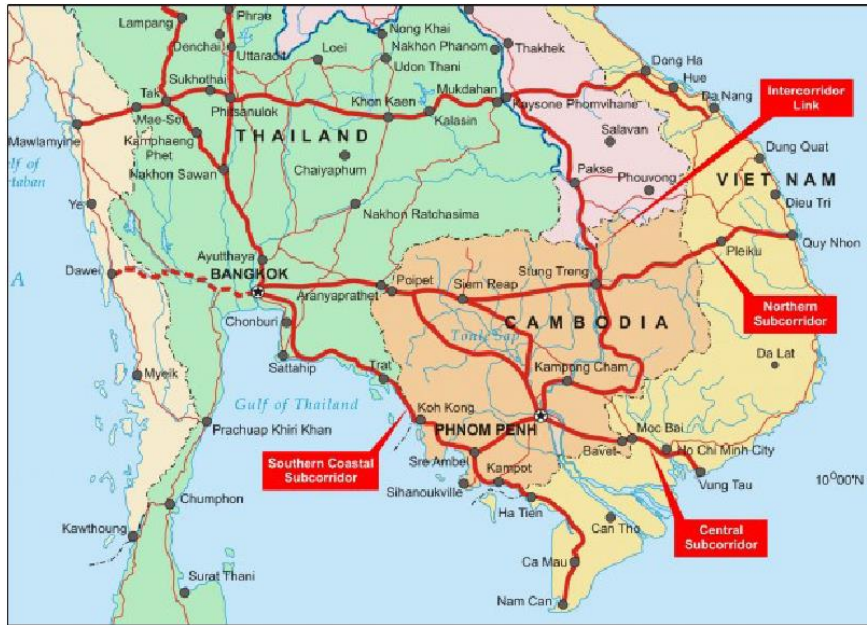 Lampang
Phrae
Nong Khai
Denchai
Loei
Nakhon Phanom
Thakhek
Uttaradit
Udon Thani
Dong Ha
Hue
Da Nang
Sukhothai
Tak
Mukdahan
Khon Kaen
Kaysone Phomvihane
Intercorridor
Link
Mae-Sot
Phitsanulok
Kalasin
Mawlamyine
Kamphaeng
Phet
THAILAND
Salavan
Gulf of
Chaiyaphum
Pakse
Dung Quat
Nakhon Sawan
Phouvong
VIET NAM
Ye
Dieu Tri
Nakhon Ratchasima
Quy Nhon
Ayutthaya
Pleiku
Dawei
BANGKOK
Poipet
Siem Reap
Stung Treng
A
Aranyaprathet
Northern
Subcorridor
Chonburi
CAMBODIA
Tonle Sap
Sattahip
Da Lat
Myeik
Trat
Kampong Cham
Gulf of Thailand
Koh Kong
Prachuap Khiri Khan
PHNOM PENH
Moc Bai
Bavet
Ho Chi Minh City
Southern Coastal
Subcorridor
Sre Ambel
Kampot
Vung Tau
10°00'N
Sihanoukville
Chumphon
Ha Tien
Can Tho
Central
Subcorridor
Kawthoung
Ca Mau
Surat Thani
Nam Can